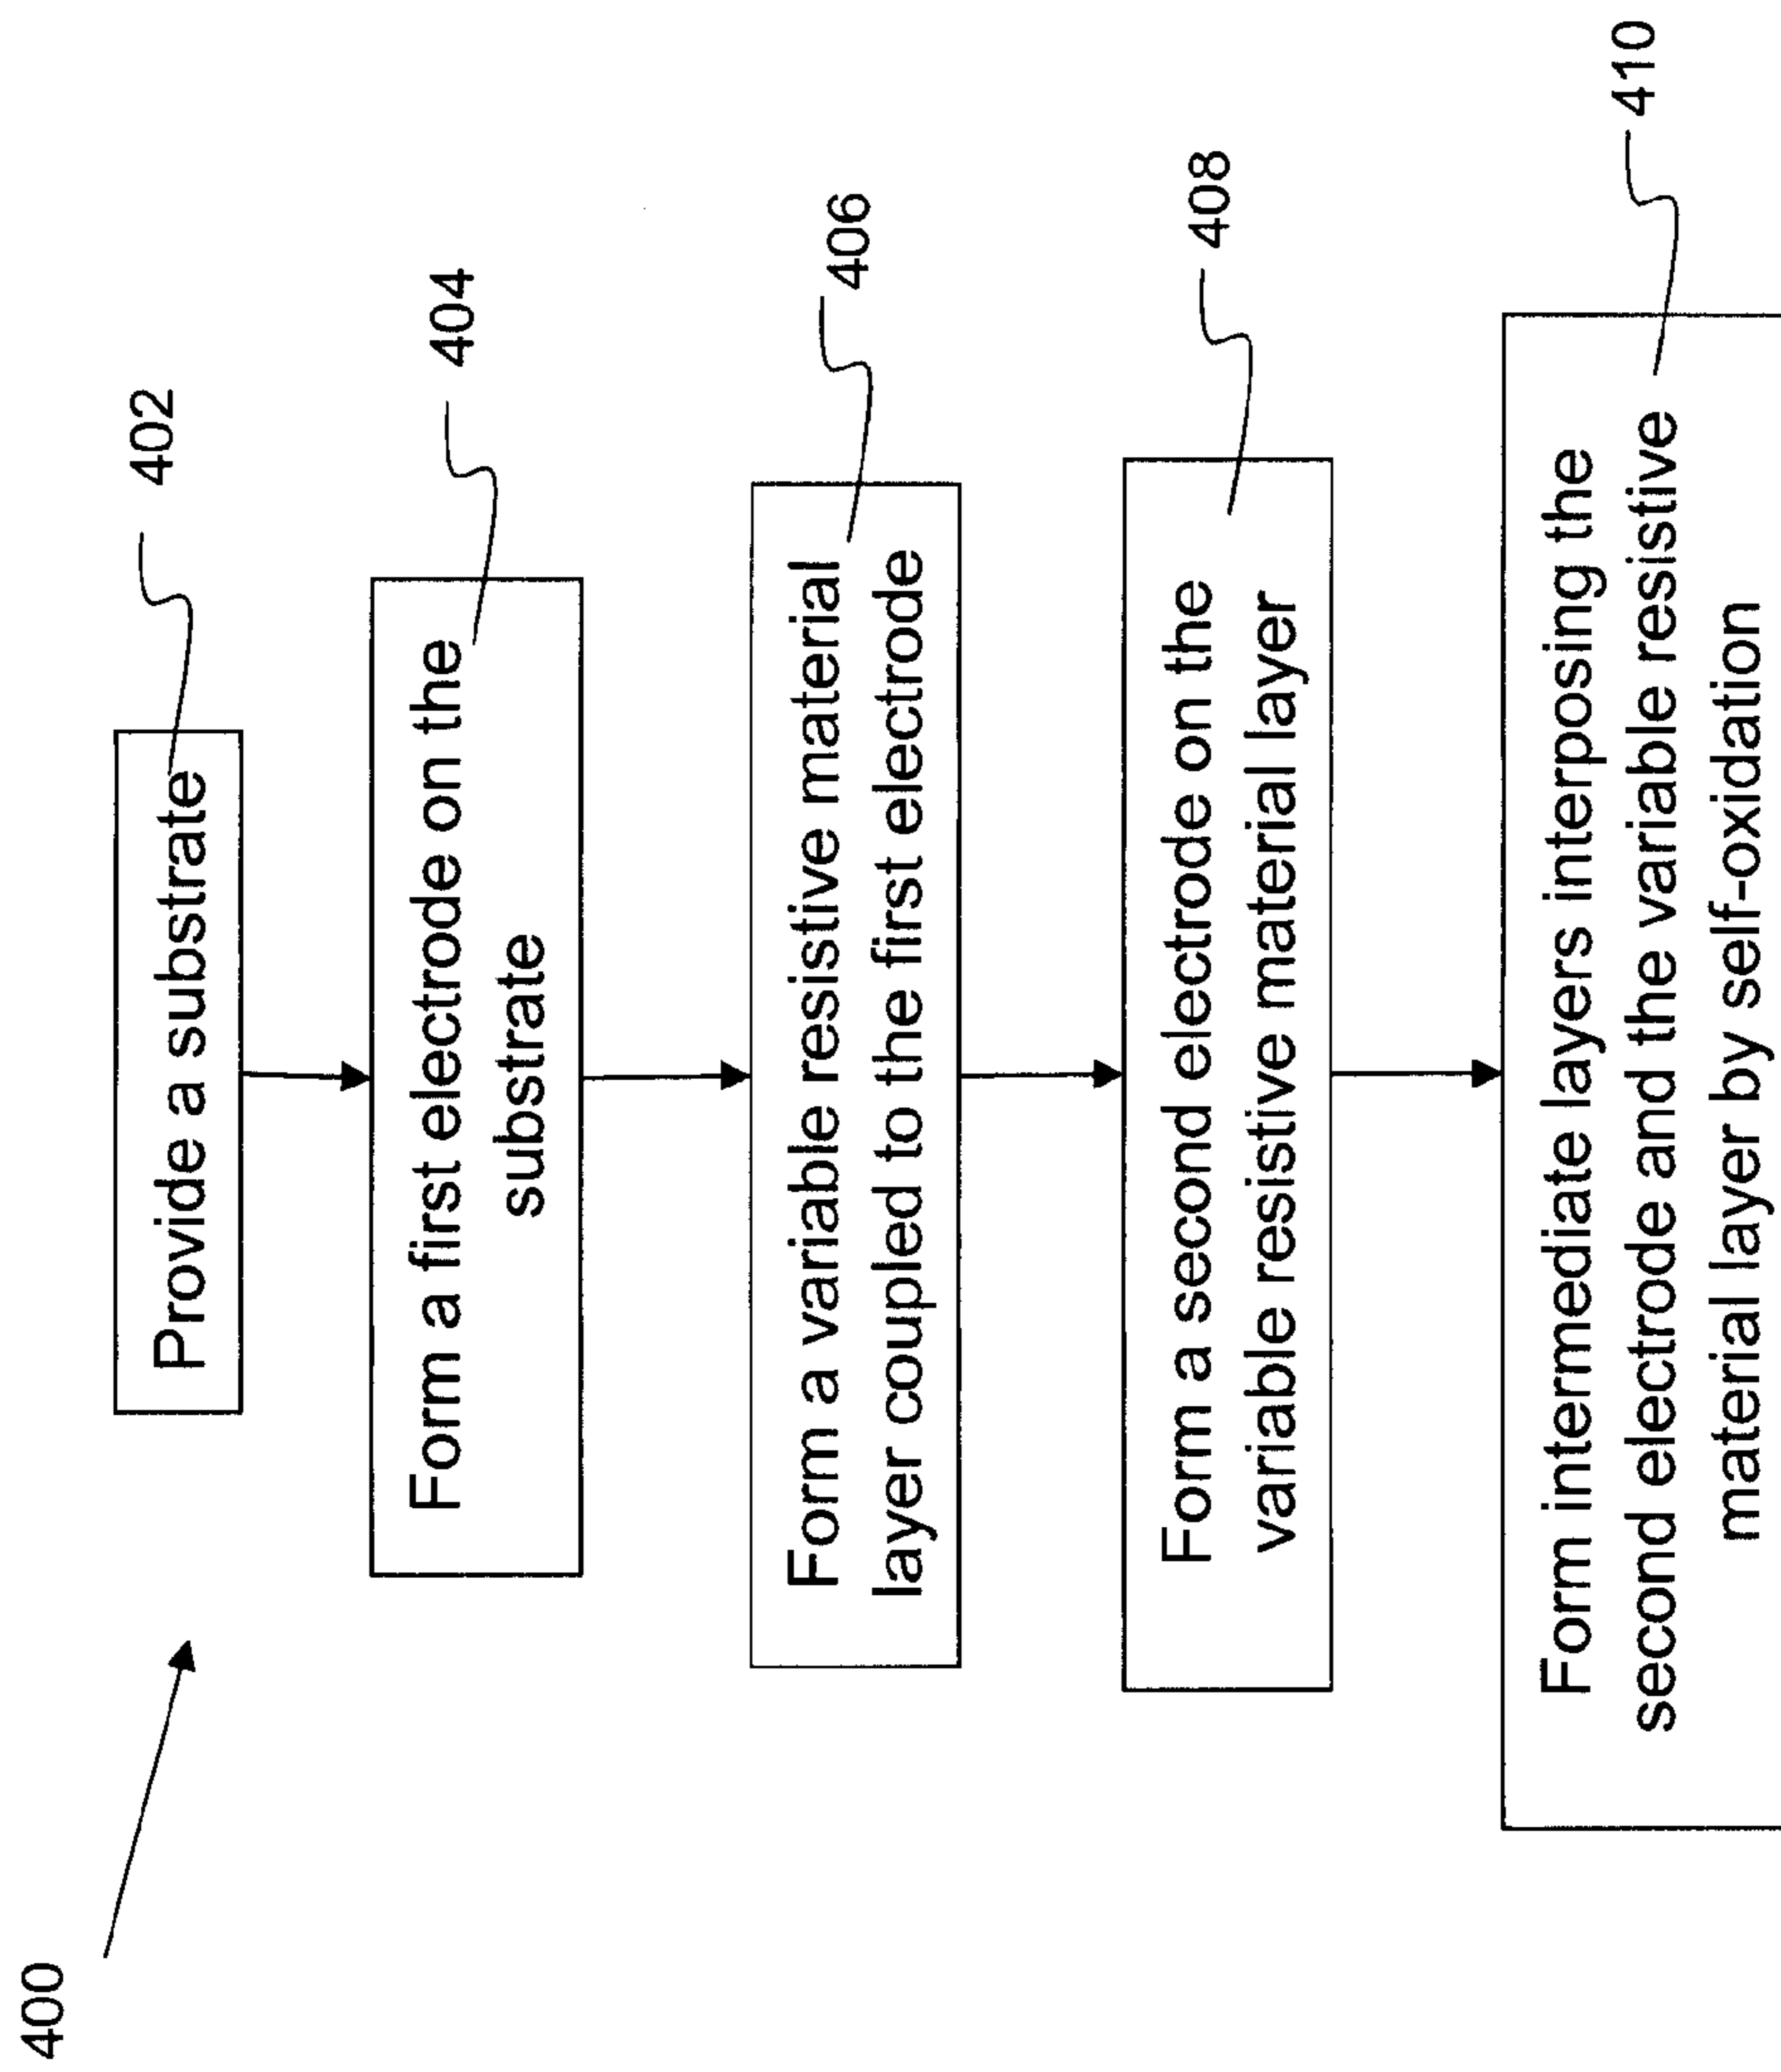 400
402
Provide a substrate
404
Form a first electrode on the
substrate
406
Form a variable resistive material
layer coupled to the first electrode
408
Form a second electrode on the
variable resistive material layer
410
Form intermediate layers interposing the
second electrode and the variable resistive
material layer by self-oxidation